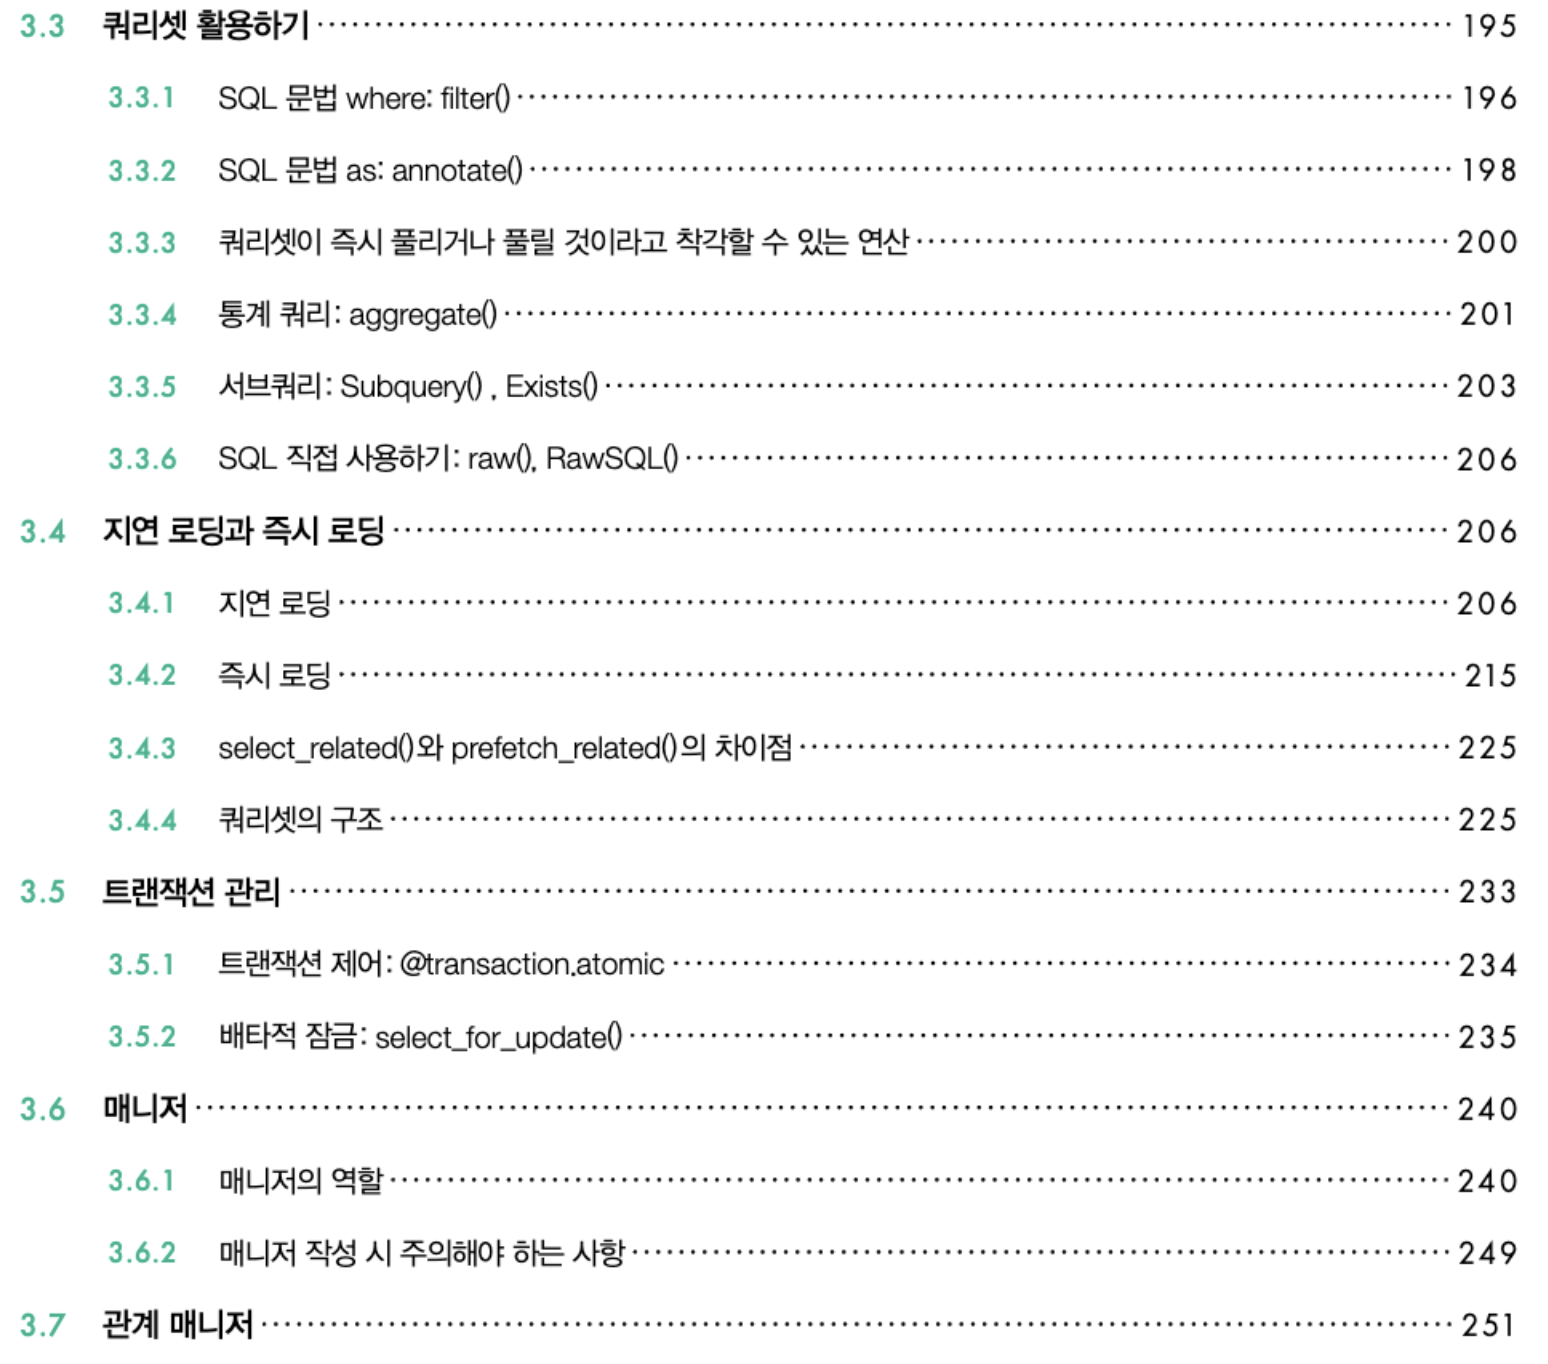 3.3 쿼리셋 활용하기 195
3.3.1 SQL 문법 where: filter() 196
3.3.2 SQL 문법 as: annotate() 198
3.3.3 쿼리셋이 즉시 풀리거나 풀릴 것이라고 착각할 수 있는 연산 200
3.3.4 통계 쿼리: aggregate() 201
3.3.5 서브쿼리: Subquery() , Exists() 203
3.3.6 SQL 직접 사용하기: raw(), RawSQL() 206
3.4 지연 로딩과 즉시 로딩 206
3.4.1 지연 로딩 206
3.4.2 즉시 로딩 215
3.4.3 select_related()와 prefetch_related()의 차이점 225
3.4.4 쿼리셋의 구조 225
3.5 트랜잭션 관리 233
3.5.1 트랜잭션 제어: @transaction.atomic 234
3.5.2 배타적 잠금: select_for_update() 235
3.6 매니저 240
3.6.1 매니저의 역할 240
3.6.2 매니저 작성 시 주의해야 하는 사항 249
3.7 관계 매니저 251